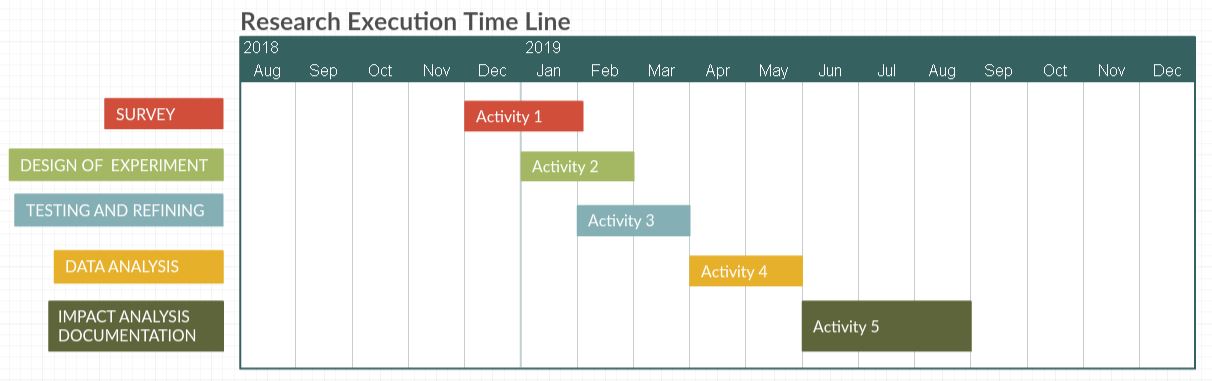 Research Execution Time Line
2018 2019
Aug Sep Oct Nov Dec Jan Feb Mar Apr May Jun Jul Aug Sep Oct Nov Dec
SURVEY Activity 1
DESIGN OF EXPERIMENT Activity 2
TESTING AND REFINING Activity 3
DATA ANALYSIS Activity 4
IMPACT ANALYSIS
DOCUMENTATION
Activity 5